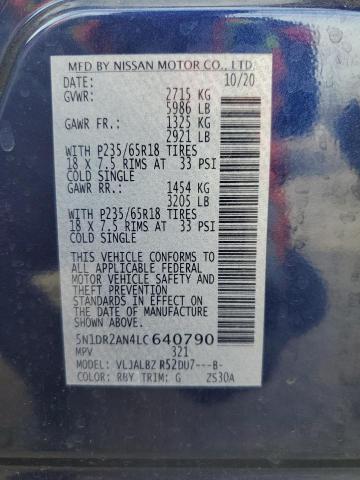 MFD BY NISSAN MOTOR CO., LTD.
DATE: 10/20
GVWR: 2715 KG
5986 LB
GAWR FR.: 1325 KG
2921 LB
WITH P235/65R18 TIRES
18 X 7.5 RIMS AT 33 PSI
COLD SINGLE
GAWR RR.: 1454 KG
3205 LB
WITH P235/65R18 TIRES
18 X 7.5 RIMS AT 33 PSI
COLD SINGLE
THIS VEHICLE CONFORMS TO
ALL APPLICABLE FEDERAL
MOTOR VEHICLE SAFETY AND
THEFT PREVENTION
STANDARDS IN EFFECT ON
THE DATE OF MANUFACTURE
SHOWN ABOVE.
5N1DR2AN4LC640790
MPV 321
MODEL: VLJALBZ R52DU7---B-
COLOR: RBY TRIM: G ZS30A